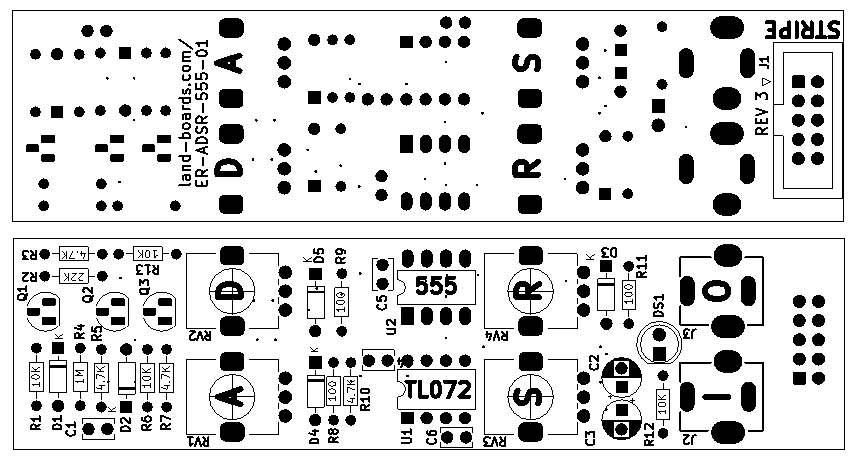 STRIPE
land-boards.com/
ER-ADSR-555-01
A
D
S
R
J1
REV 3
R3
4.7K
10K
R2
22K
R13
Q1
Q2
Q3
D
RV2
K
D5
R9
100
C5
555
U2
R
RV4
K
D3
R11
100
DS1
O
J3
R4
R5
K
10K
D1
1M
4.7K
K
D2
10K
4.7K
R1
C1
R6
R7
A
RV1
K
D4
100
R8
4.7K
R10
TL072
U1
C6
S
RV3
C2
C3
10K
R12
I
J2